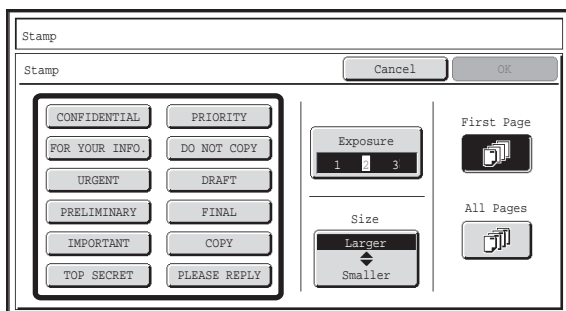 Stamp
Stamp
Cancel
OK
CONFIDENTIAL
PRIORITY
FOR YOUR INFO.
DO NOT COPY
URGENT
DRAFT
PRELIMINARY
FINAL
IMPORTANT
COPY
TOP SECRET
PLEASE REPLY
Exposure
1 2 3
Size
Larger
Smaller
First Page
All Pages